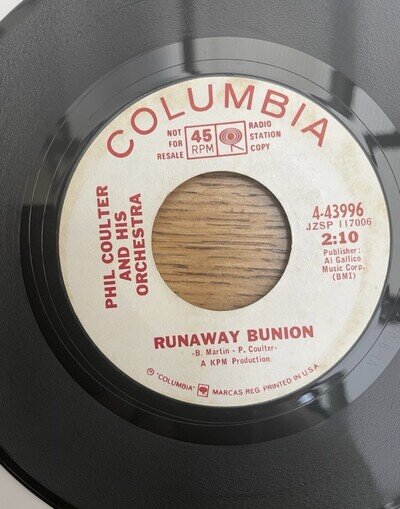 COLUMBIA
NOT
FOR
RESALE
45
RPM
RADIO
STATION
COPY
PHIL COULTER
AND HIS
ORCHESTRA
4-43996
JZSP 117006
2:10
Publisher:
Al Gallico
Music Corp.
(BMI)
RUNAWAY BUNION
-B. Martin - P. Coulter-
A KPM Production
Ⓟ "COLUMBIA" MARCAS REG. PRINTED IN U.S.A.